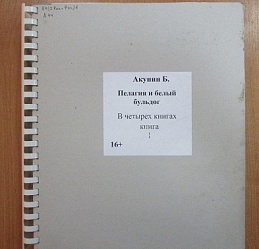 Акунин Б.
Пелагия и белый
бульдог
В четырех книгах
книга
1
16+